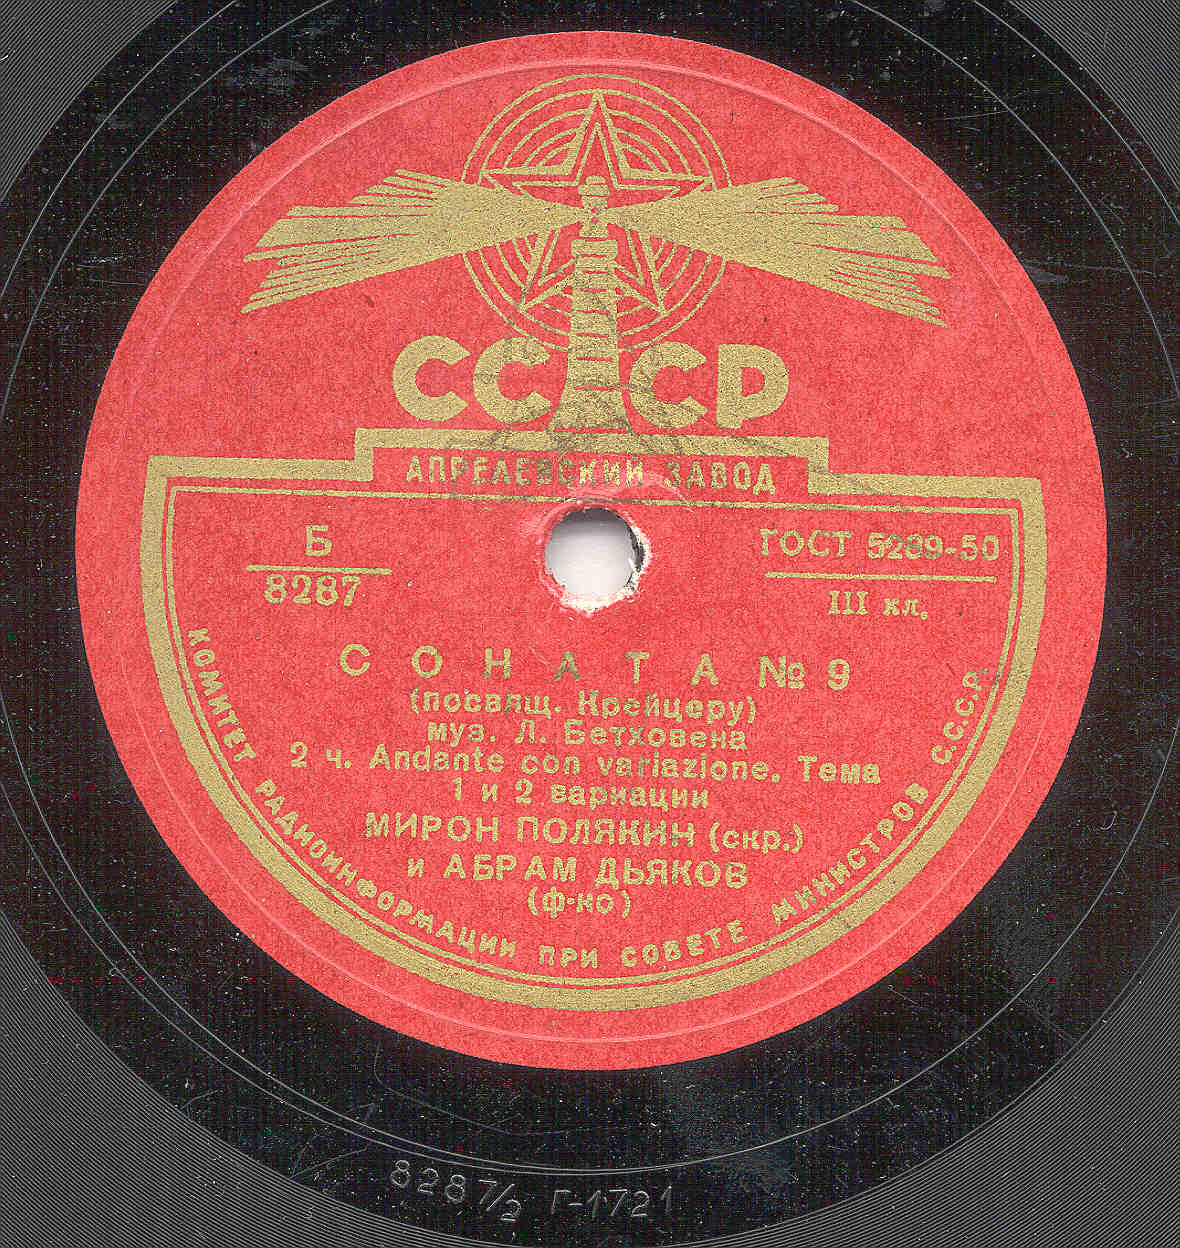 СССР
АПРЕЛЕВСКИЙ ЗАВОД
Б
8287
ГОСТ 5289-50
III кл.
СОНАТА № 9
(посвящ. Крейцеру)
муз. Л. Бетховена
2 ч. Andante con variazione. Тема
1 и 2 вариации
МИРОН ПОЛЯКИН (скр.)
и АБРАМ ДЬЯКОВ
(ф-но)
КОМИТЕТ РАДИОИНФОРМАЦИИ ПРИ СОВЕТЕ МИНИСТРОВ С.С.С.Р.
8287/2 Г-1721